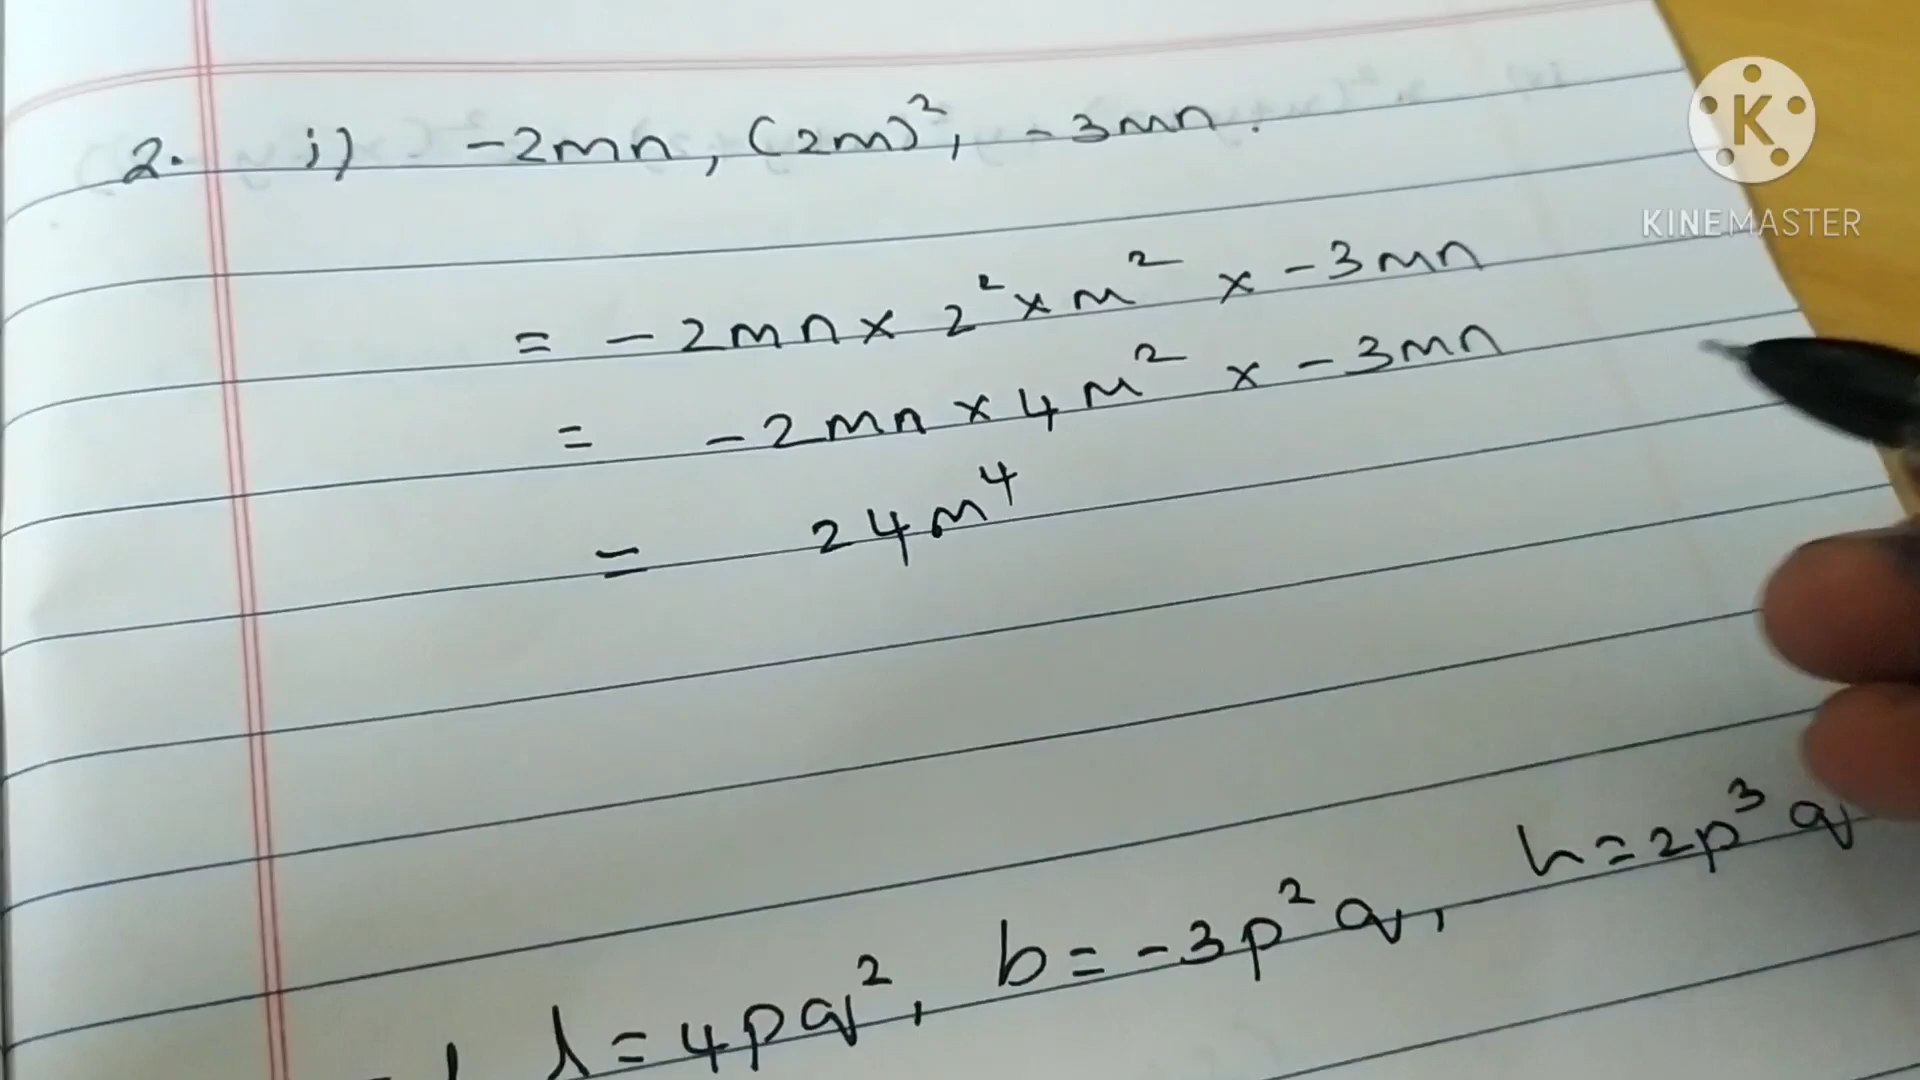 2. i) -2mn, (2m)², -3mn.
K
KINEMASTER
= -2mn × 2² × m² × -3mn
= -2mn × 4m² × -3mn
= 24m⁴
l = 4pq², b = -3p²q, h = 2p³q